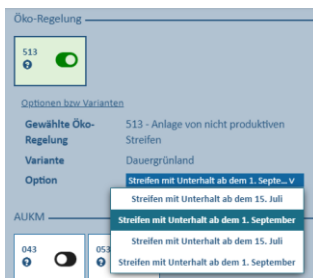 Öko-Regelung
513
Optionen bzw Varianten
Gewählte Öko-Regelung 513 - Anlage von nicht produktiven Streifen
Variante Dauergrünland
Option Streifen mit Unterhalt ab dem 1. Septe... v
Streifen mit Unterhalt ab dem 15. Juli
Streifen mit Unterhalt ab dem 1. September
Streifen mit Unterhalt ab dem 15. Juli
Streifen mit Unterhalt ab dem 1. September
AUKM
043
053